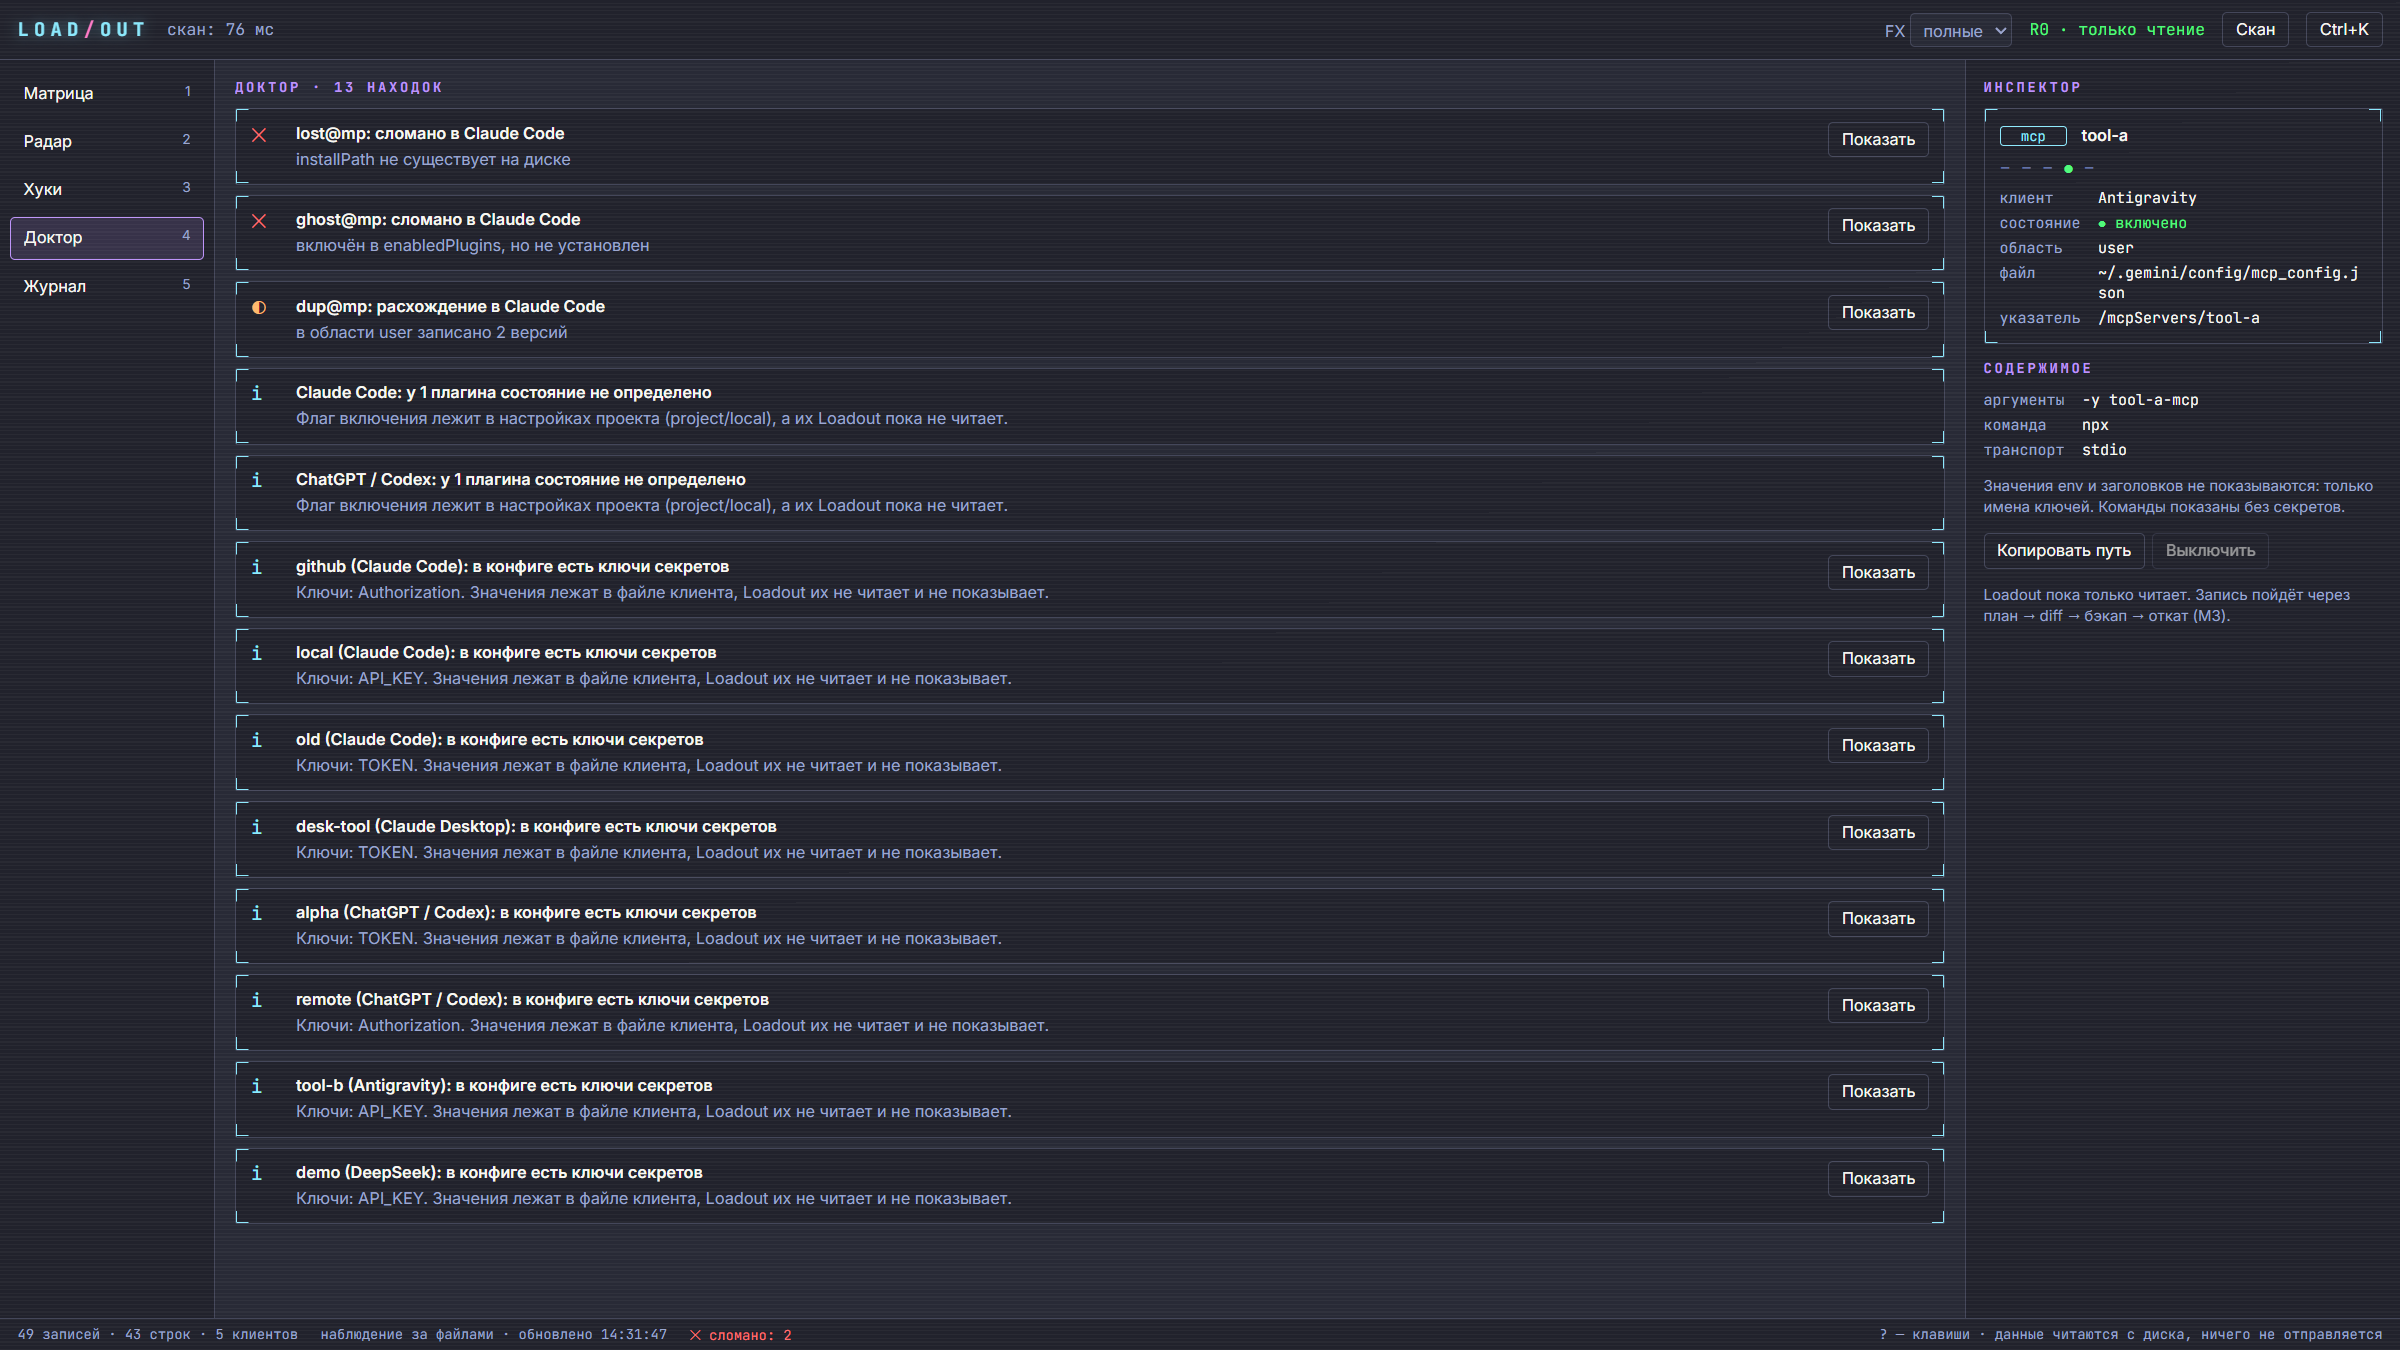 LOAD/OUT скан: 76 мс
FX полные R0 · только чтение Скан Ctrl+K
Матрица 1
Радар 2
Хуки 3
Доктор 4
Журнал 5
ДОКТОР · 13 НАХОДОК
lost@mp: сломано в Claude Code
installPath не существует на диске
Показать
ghost@mp: сломано в Claude Code
включён в enabledPlugins, но не установлен
Показать
dup@mp: расхождение в Claude Code
в области user записано 2 версий
Показать
i Claude Code: у 1 плагина состояние не определено
Флаг включения лежит в настройках проекта (project/local), а их Loadout пока не читает.
i ChatGPT / Codex: у 1 плагина состояние не определено
Флаг включения лежит в настройках проекта (project/local), а их Loadout пока не читает.
i github (Claude Code): в конфиге есть ключи секретов
Ключи: Authorization. Значения лежат в файле клиента, Loadout их не читает и не показывает.
Показать
i local (Claude Code): в конфиге есть ключи секретов
Ключи: API_KEY. Значения лежат в файле клиента, Loadout их не читает и не показывает.
Показать
i old (Claude Code): в конфиге есть ключи секретов
Ключи: TOKEN. Значения лежат в файле клиента, Loadout их не читает и не показывает.
Показать
i desk-tool (Claude Desktop): в конфиге есть ключи секретов
Ключи: TOKEN. Значения лежат в файле клиента, Loadout их не читает и не показывает.
Показать
i alpha (ChatGPT / Codex): в конфиге есть ключи секретов
Ключи: TOKEN. Значения лежат в файле клиента, Loadout их не читает и не показывает.
Показать
i remote (ChatGPT / Codex): в конфиге есть ключи секретов
Ключи: Authorization. Значения лежат в файле клиента, Loadout их не читает и не показывает.
Показать
i tool-b (Antigravity): в конфиге есть ключи секретов
Ключи: API_KEY. Значения лежат в файле клиента, Loadout их не читает и не показывает.
Показать
i demo (DeepSeek): в конфиге есть ключи секретов
Ключи: API_KEY. Значения лежат в файле клиента, Loadout их не читает и не показывает.
Показать
ИНСПЕКТОР
mcp tool-a
— — — ● —
клиент Antigravity
состояние ● включено
область user
файл ~/.gemini/config/mcp_config.j
son
указатель /mcpServers/tool-a
СОДЕРЖИМОЕ
аргументы -y tool-a-mcp
команда npx
транспорт stdio
Значения env и заголовков не показываются: только
имена ключей. Команды показаны без секретов.
Копировать путь Выключить
Loadout пока только читает. Запись пойдёт через
план → diff → бэкап → откат (M3).
49 записей · 43 строк · 5 клиентов наблюдение за файлами · обновлено 14:31:47 ✕ сломано: 2
? — клавиши · данные читаются с диска, ничего не отправляется